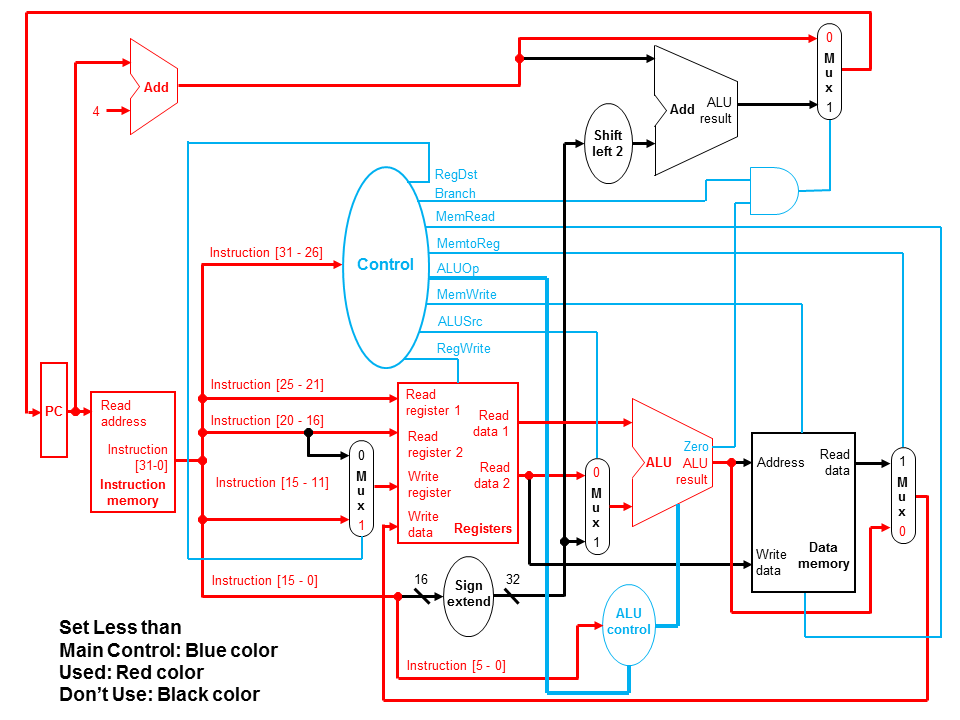 0
M
u
x
1
Add
4
Add
ALU
result
Shift
left 2
RegDst
Branch
MemRead
MemtoReg
ALUOp
MemWrite
ALUSrc
RegWrite
Control
Instruction [31 - 26]
Instruction [25 - 21]
Instruction [20 - 16]
Instruction [15 - 11]
Instruction [15 - 0]
Instruction [5 - 0]
PC
Read
address
Instruction
[31-0]
Instruction
memory
0
M
u
x
1
Read
register 1
Read
register 2
Write
register
Write
data
Read
data 1
Read
data 2
Registers
0
M
u
x
1
Zero
ALU
ALU
result
Address
Read
data
Write
data
Data
memory
1
M
u
x
0
16
Sign
extend
32
ALU
control
Set Less than
Main Control: Blue color
Used: Red color
Don’t Use: Black color